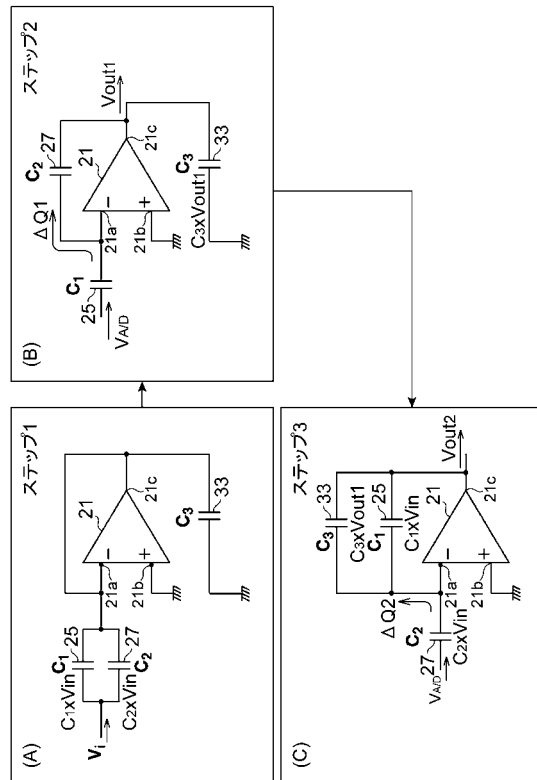 (A)
ステップ1
Vi
C1
25
C1xVin
27
C2
C2xVin
21
21a
21b
21c
−
+
C3
33
(B)
ステップ2
VA/D
C1
25
ΔQ1
C2
27
21
21a
21b
21c
−
+
Vout1
C3
33
C3xVout1
(C)
ステップ3
VA/D
C2
27
C2xVin
ΔQ2
C3
33
C3xVout1
C1
25
C1xVin
21
21a
21b
21c
−
+
Vout2